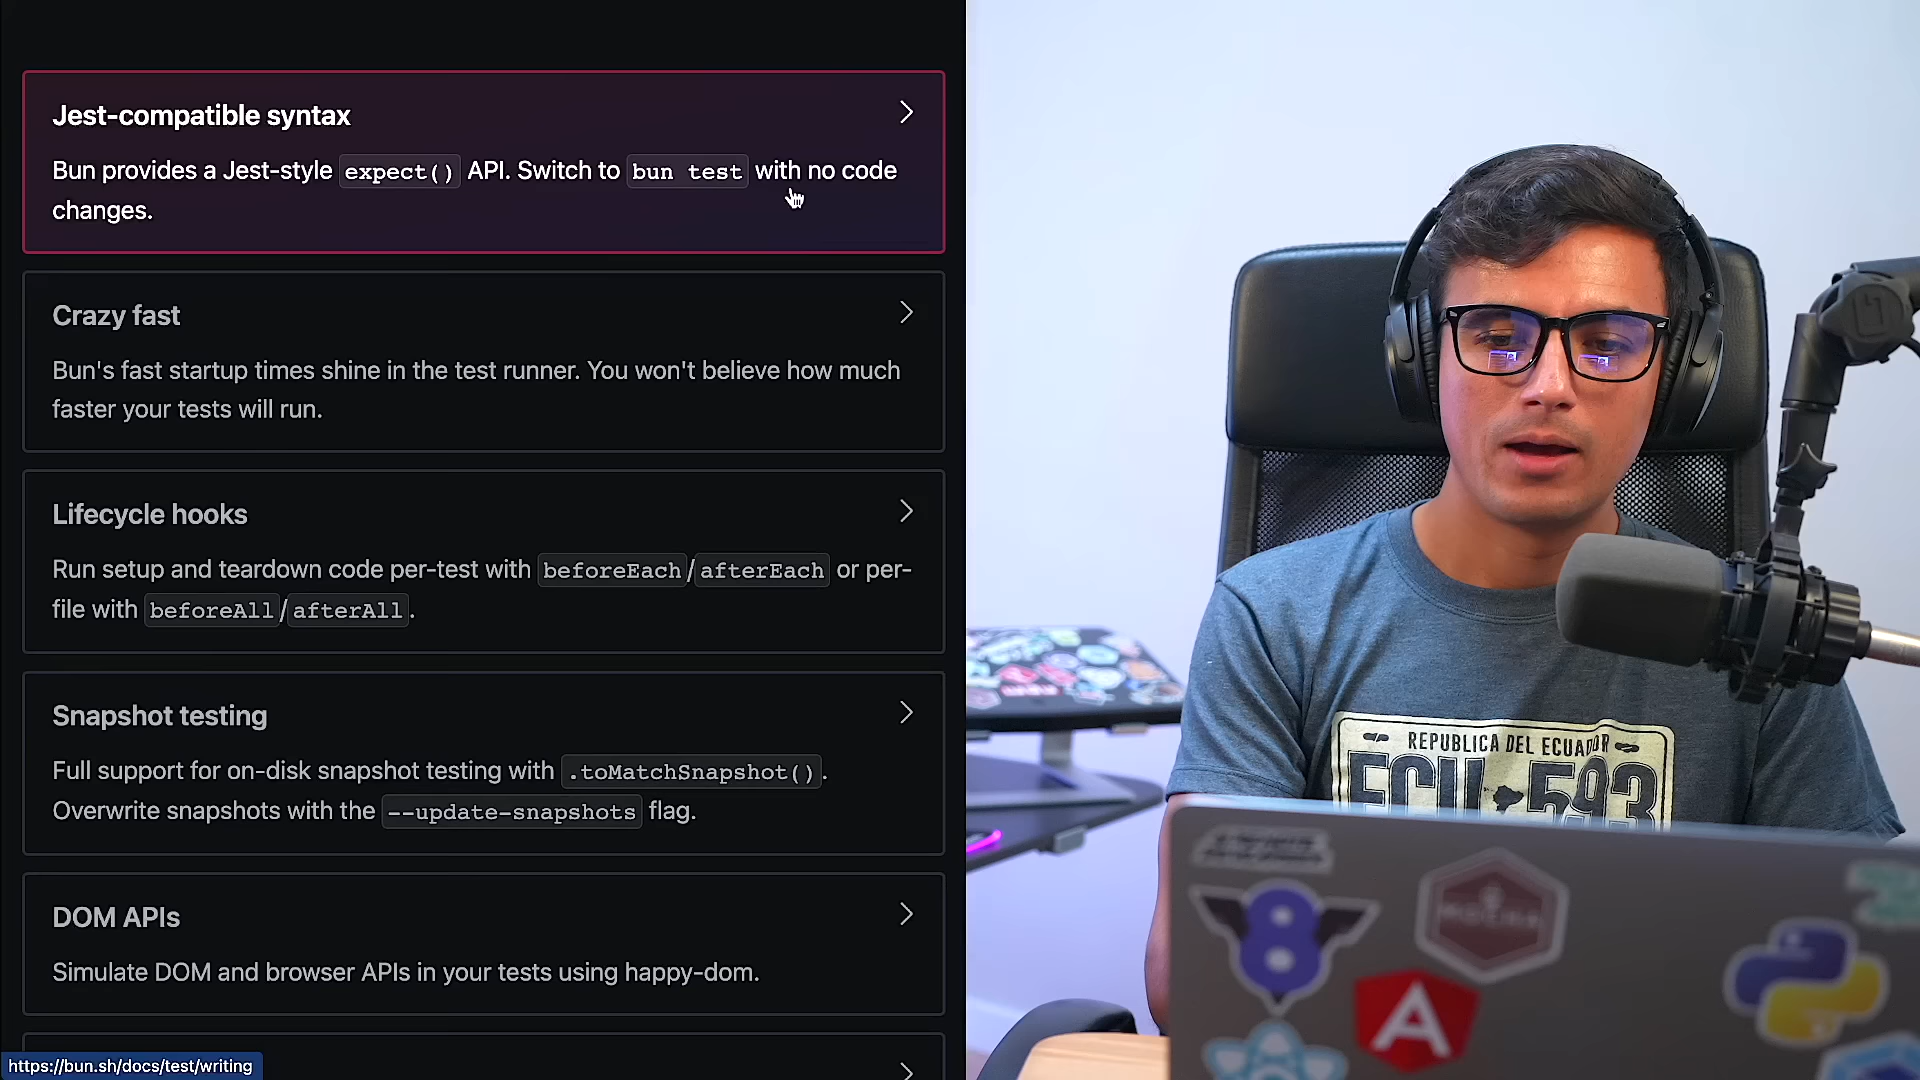 Jest-compatible syntax
Bun provides a Jest-style expect() API. Switch to bun test with no code
changes.
Crazy fast
Bun's fast startup times shine in the test runner. You won't believe how much
faster your tests will run.
Lifecycle hooks
Run setup and teardown code per-test with beforeEach/afterEach or per-
file with beforeAll/afterAll.
Snapshot testing
Full support for on-disk snapshot testing with .toMatchSnapshot().
Overwrite snapshots with the --update-snapshots flag.
DOM APIs
Simulate DOM and browser APIs in your tests using happy-dom.
https://bun.sh/docs/test/writing
REPUBLICA DEL ECUADOR
ECU 593
MOCHA
8
A